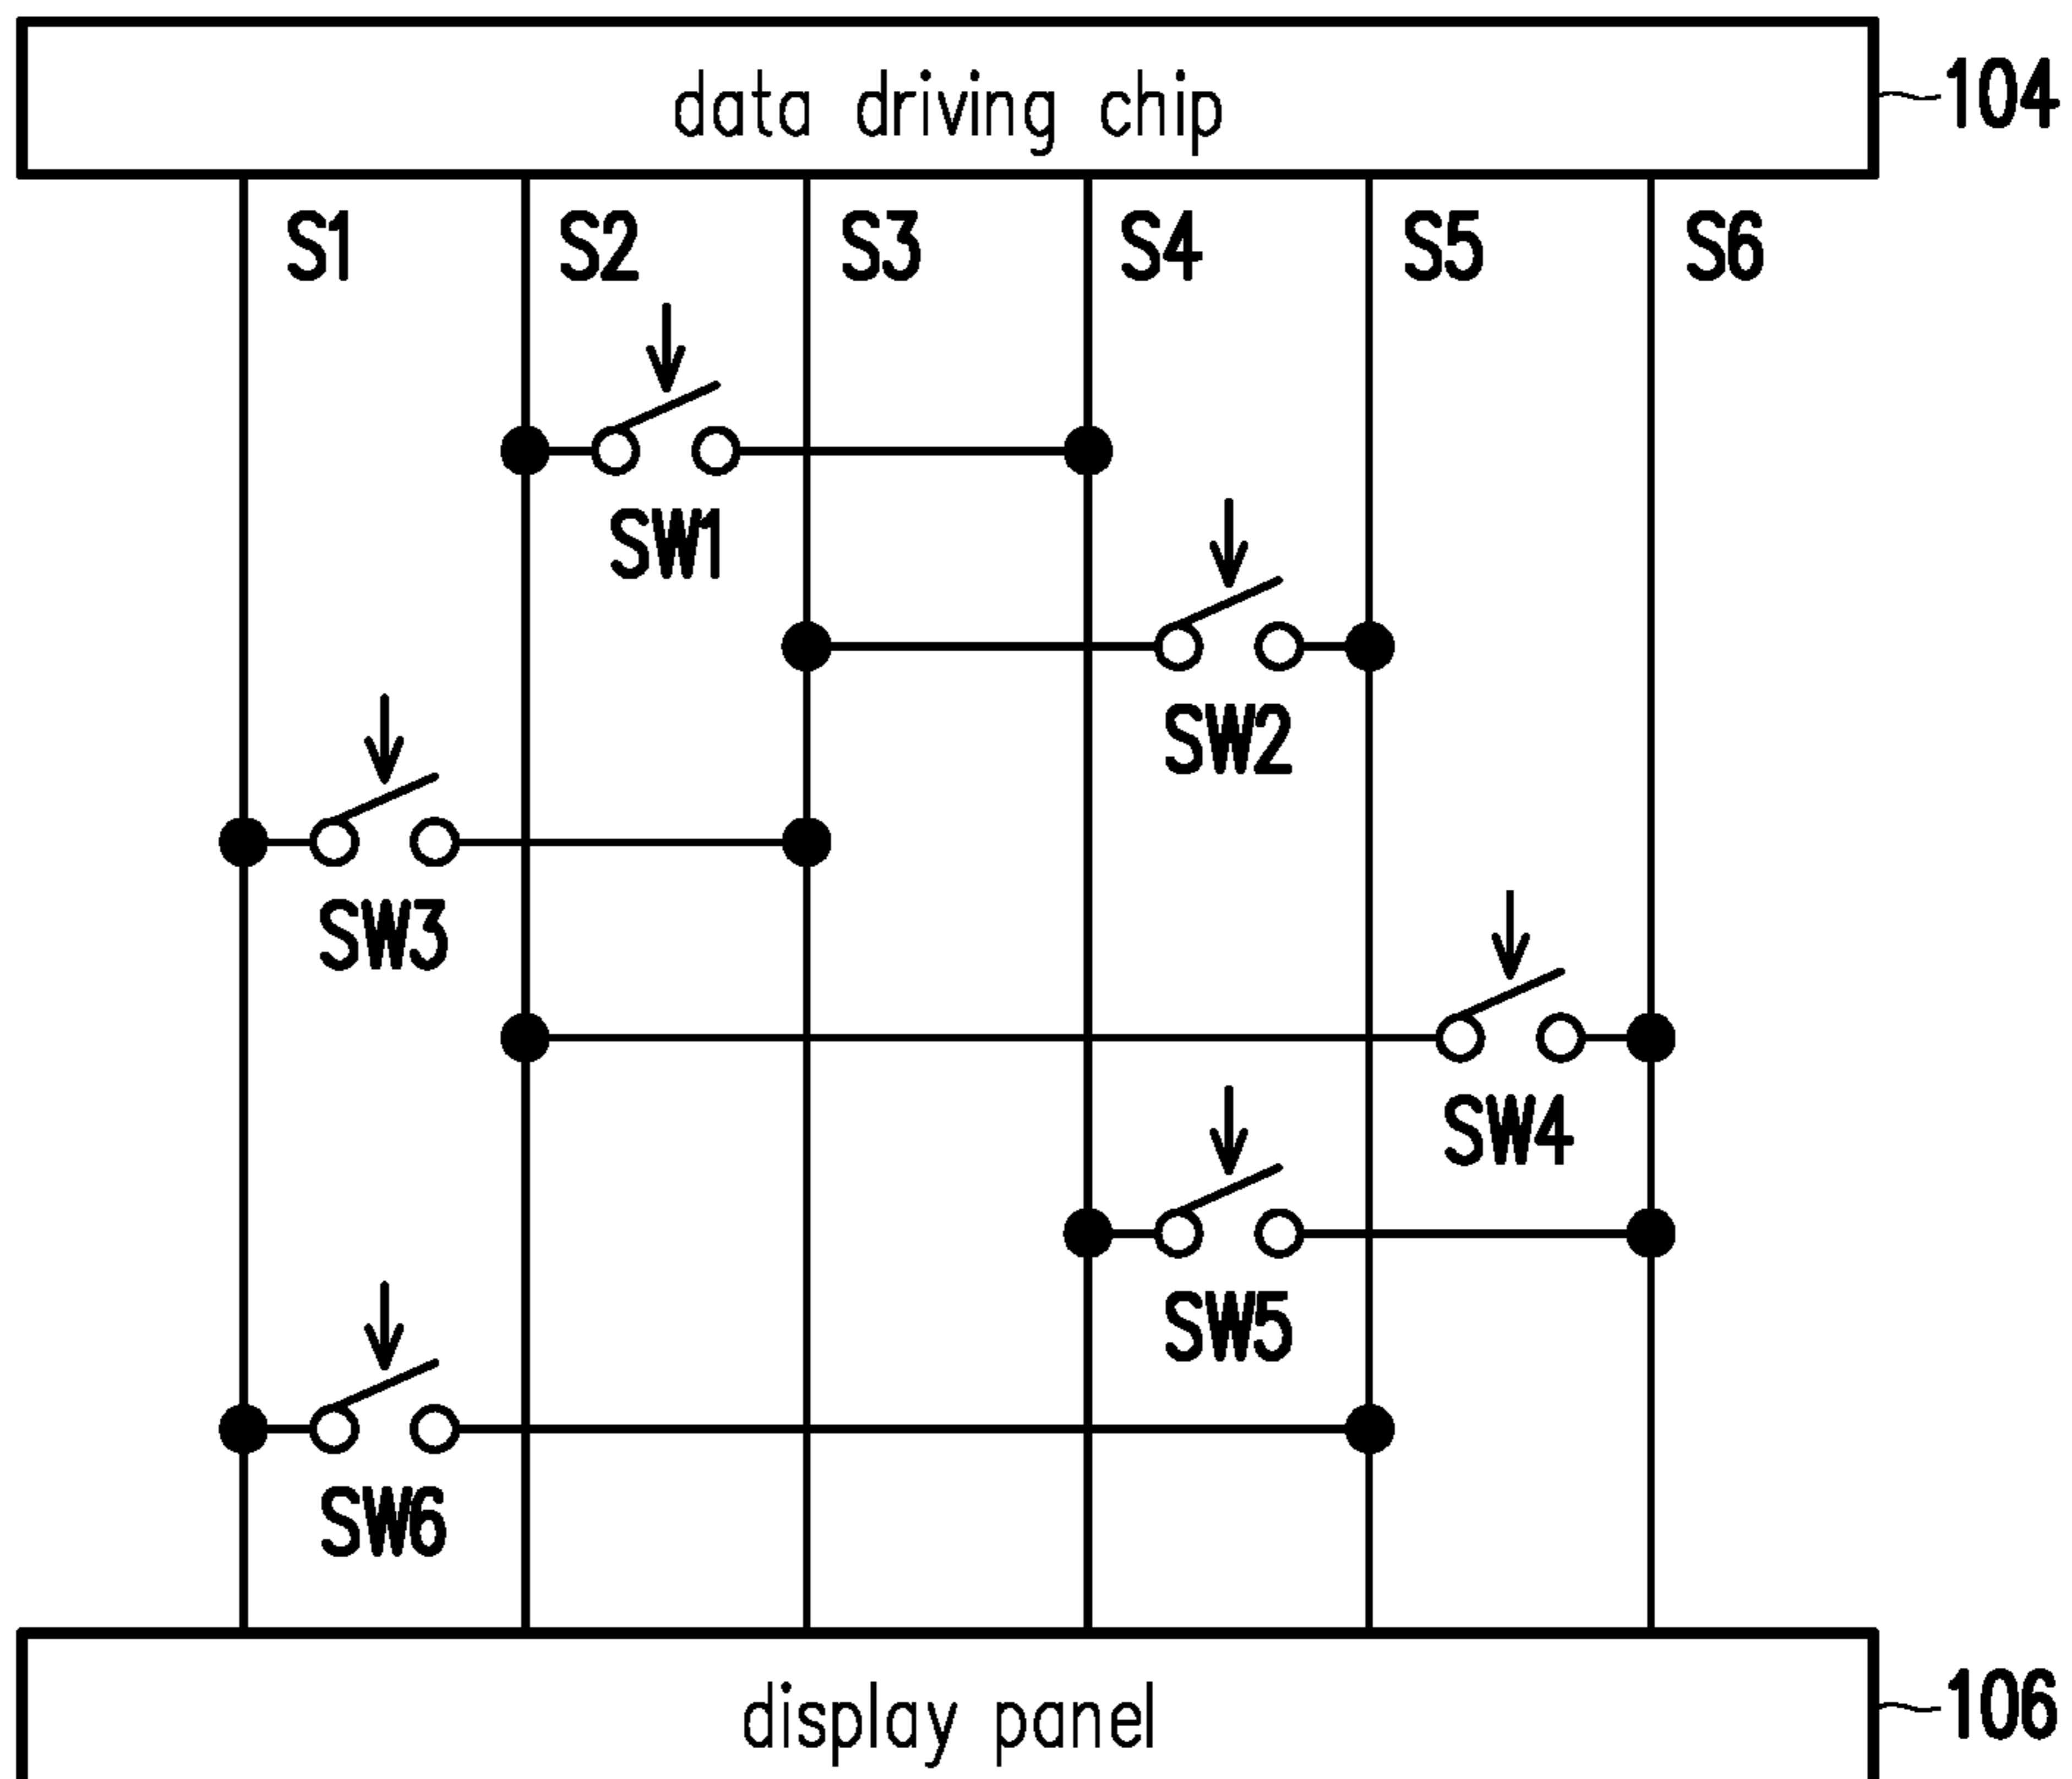 data driving chip
104
S1 S2 S3 S4 S5 S6
SW1
SW2
SW3
SW4
SW5
SW6
display panel
106